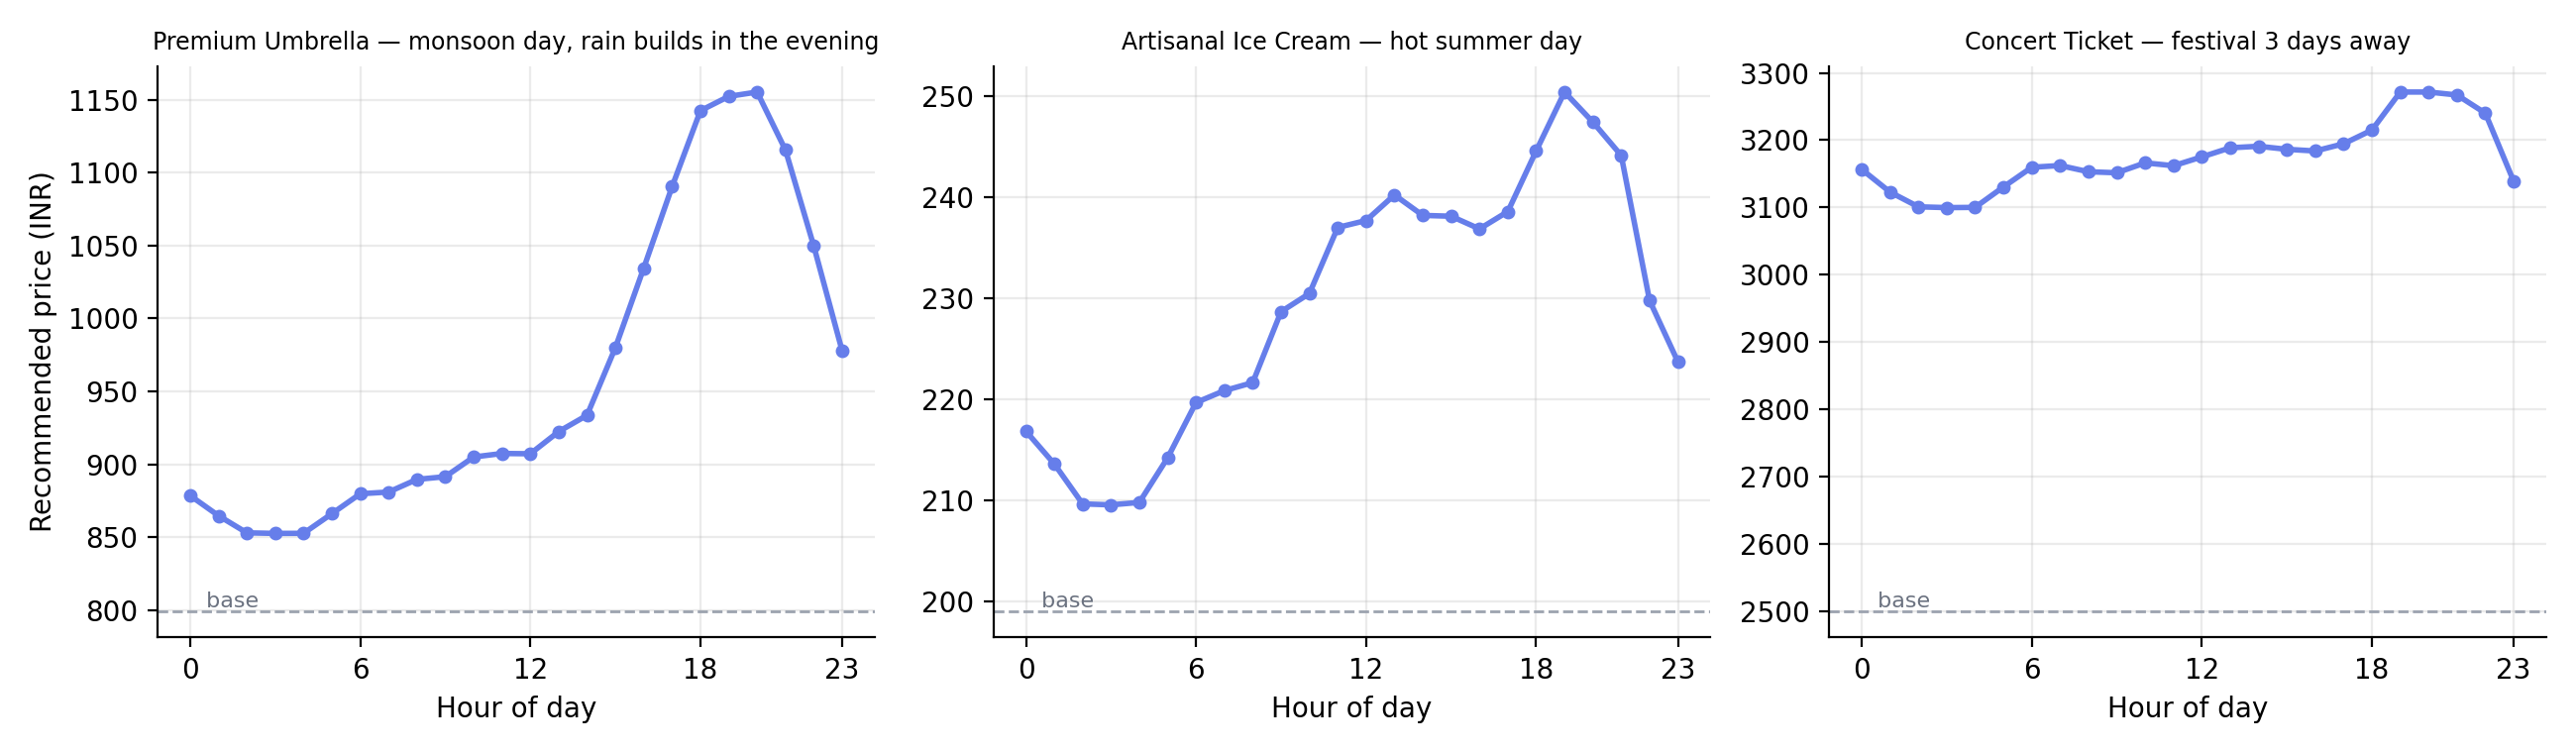 Premium Umbrella — monsoon day, rain builds in the evening
Recommended price (INR)
1150
1100
1050
1000
950
900
850
800
base
0 6 12 18 23
Hour of day
Artisanal Ice Cream — hot summer day
250
240
230
220
210
200
base
0 6 12 18 23
Hour of day
Concert Ticket — festival 3 days away
3300
3200
3100
3000
2900
2800
2700
2600
2500
base
0 6 12 18 23
Hour of day